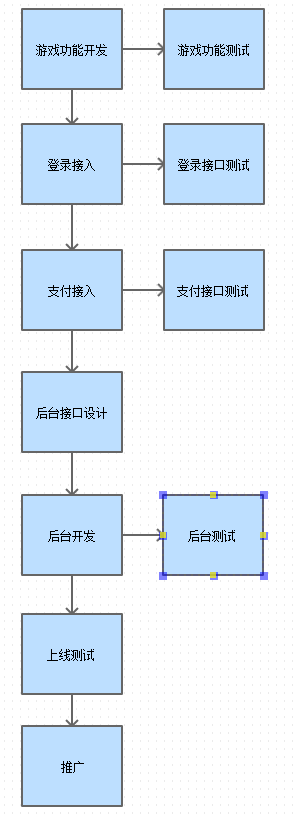 游戏功能开发
游戏功能测试
登录接入
登录接口测试
支付接入
支付接口测试
后台接口设计
后台开发
后台测试
上线测试
推广